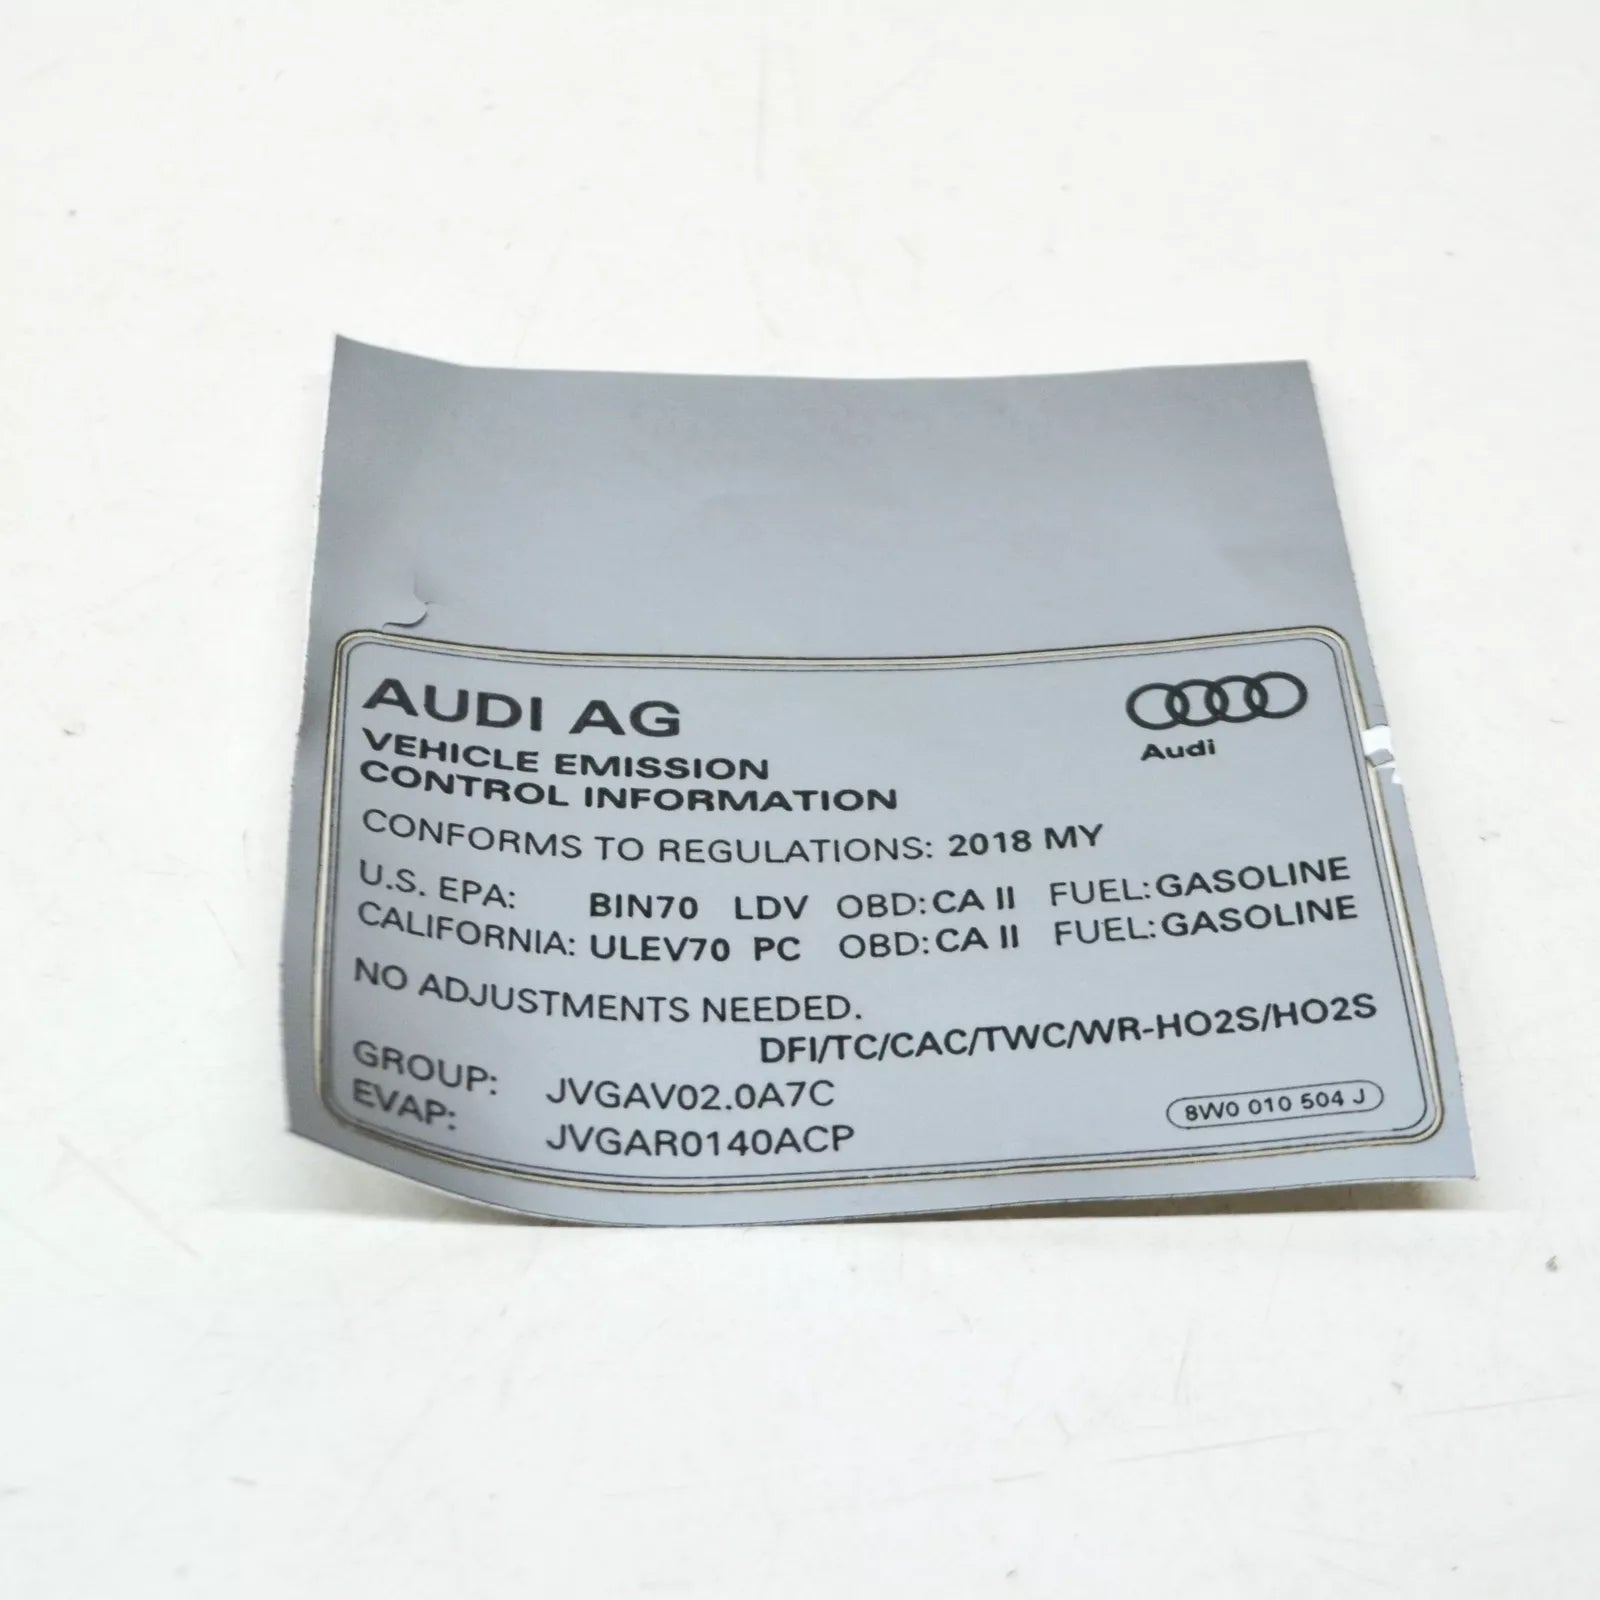 AUDI AG
Audi
VEHICLE EMISSION
CONTROL INFORMATION
CONFORMS TO REGULATIONS: 2018 MY
U.S. EPA: BIN70 LDV OBD:CA II FUEL:GASOLINE
CALIFORNIA: ULEV70 PC OBD:CA II FUEL:GASOLINE
NO ADJUSTMENTS NEEDED.
DFI/TC/CAC/TWC/WR-HO2S/HO2S
GROUP: JVGAV02.0A7C
EVAP: JVGAR0140ACP
8W0 010 504 J